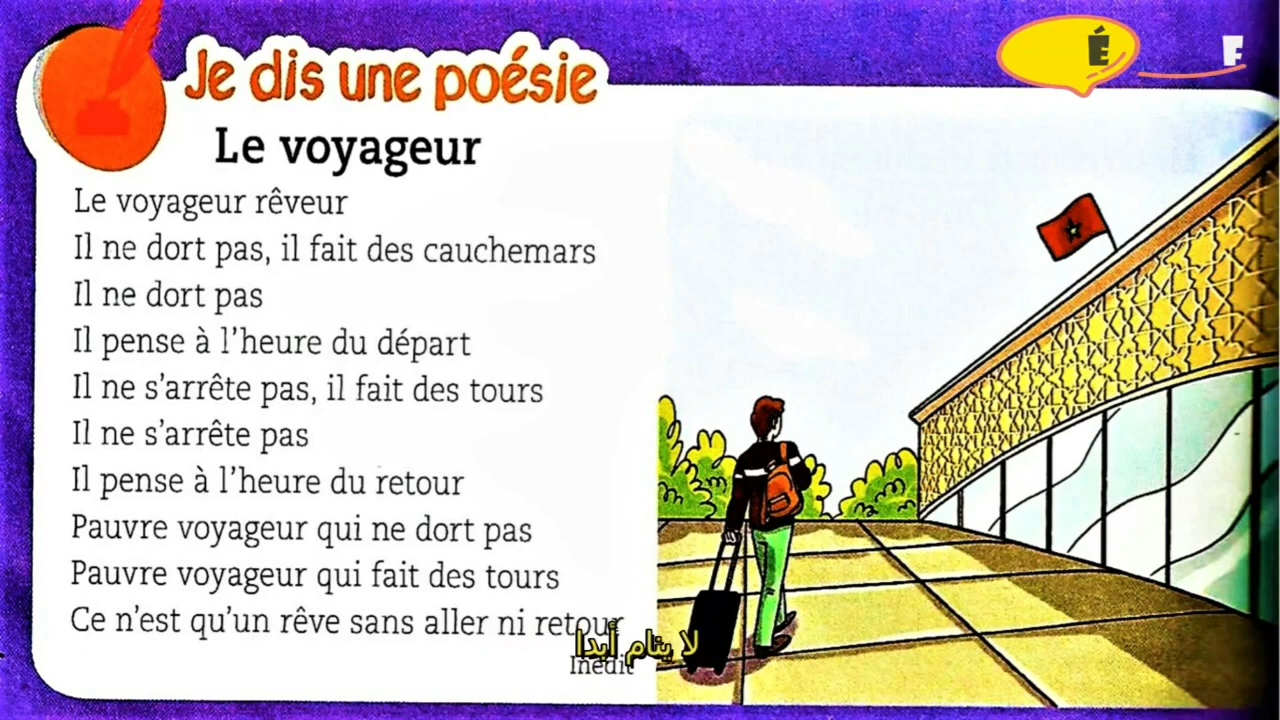 É F
Je dis une poésie
Le voyageur
Le voyageur rêveur
Il ne dort pas, il fait des cauchemars
Il ne dort pas
Il pense à l'heure du départ
Il ne s'arrête pas, il fait des tours
Il ne s'arrête pas
Il pense à l'heure du retour
Pauvre voyageur qui ne dort pas
Pauvre voyageur qui fait des tours
Ce n'est qu'un rêve sans aller ni retour
لا ينام أبدا
Inédit